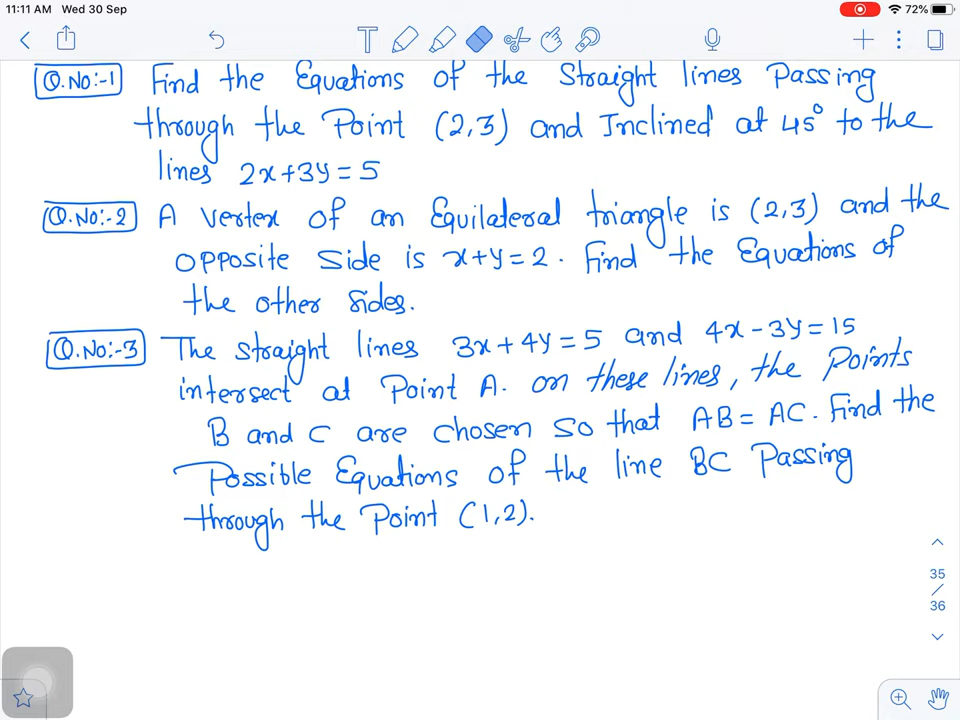 11:11 AM Wed 30 Sep 72%
T
Q.No:-1 Find the Equations of the Straight lines Passing
through the Point (2,3) and Inclined at 45° to the
lines 2x+3y=5
Q.No:-2 A vertex of an Equilateral triangle is (2,3) and the
opposite side is x+y=2. Find the Equations of
the other sides.
Q.No:-3 The straight lines 3x+4y=5 and 4x-3y=15
intersect at Point A. on these lines, the Points
B and C are chosen so that AB=AC. Find the
Possible Equations of the line BC Passing
through the Point (1,2).
35
/
36